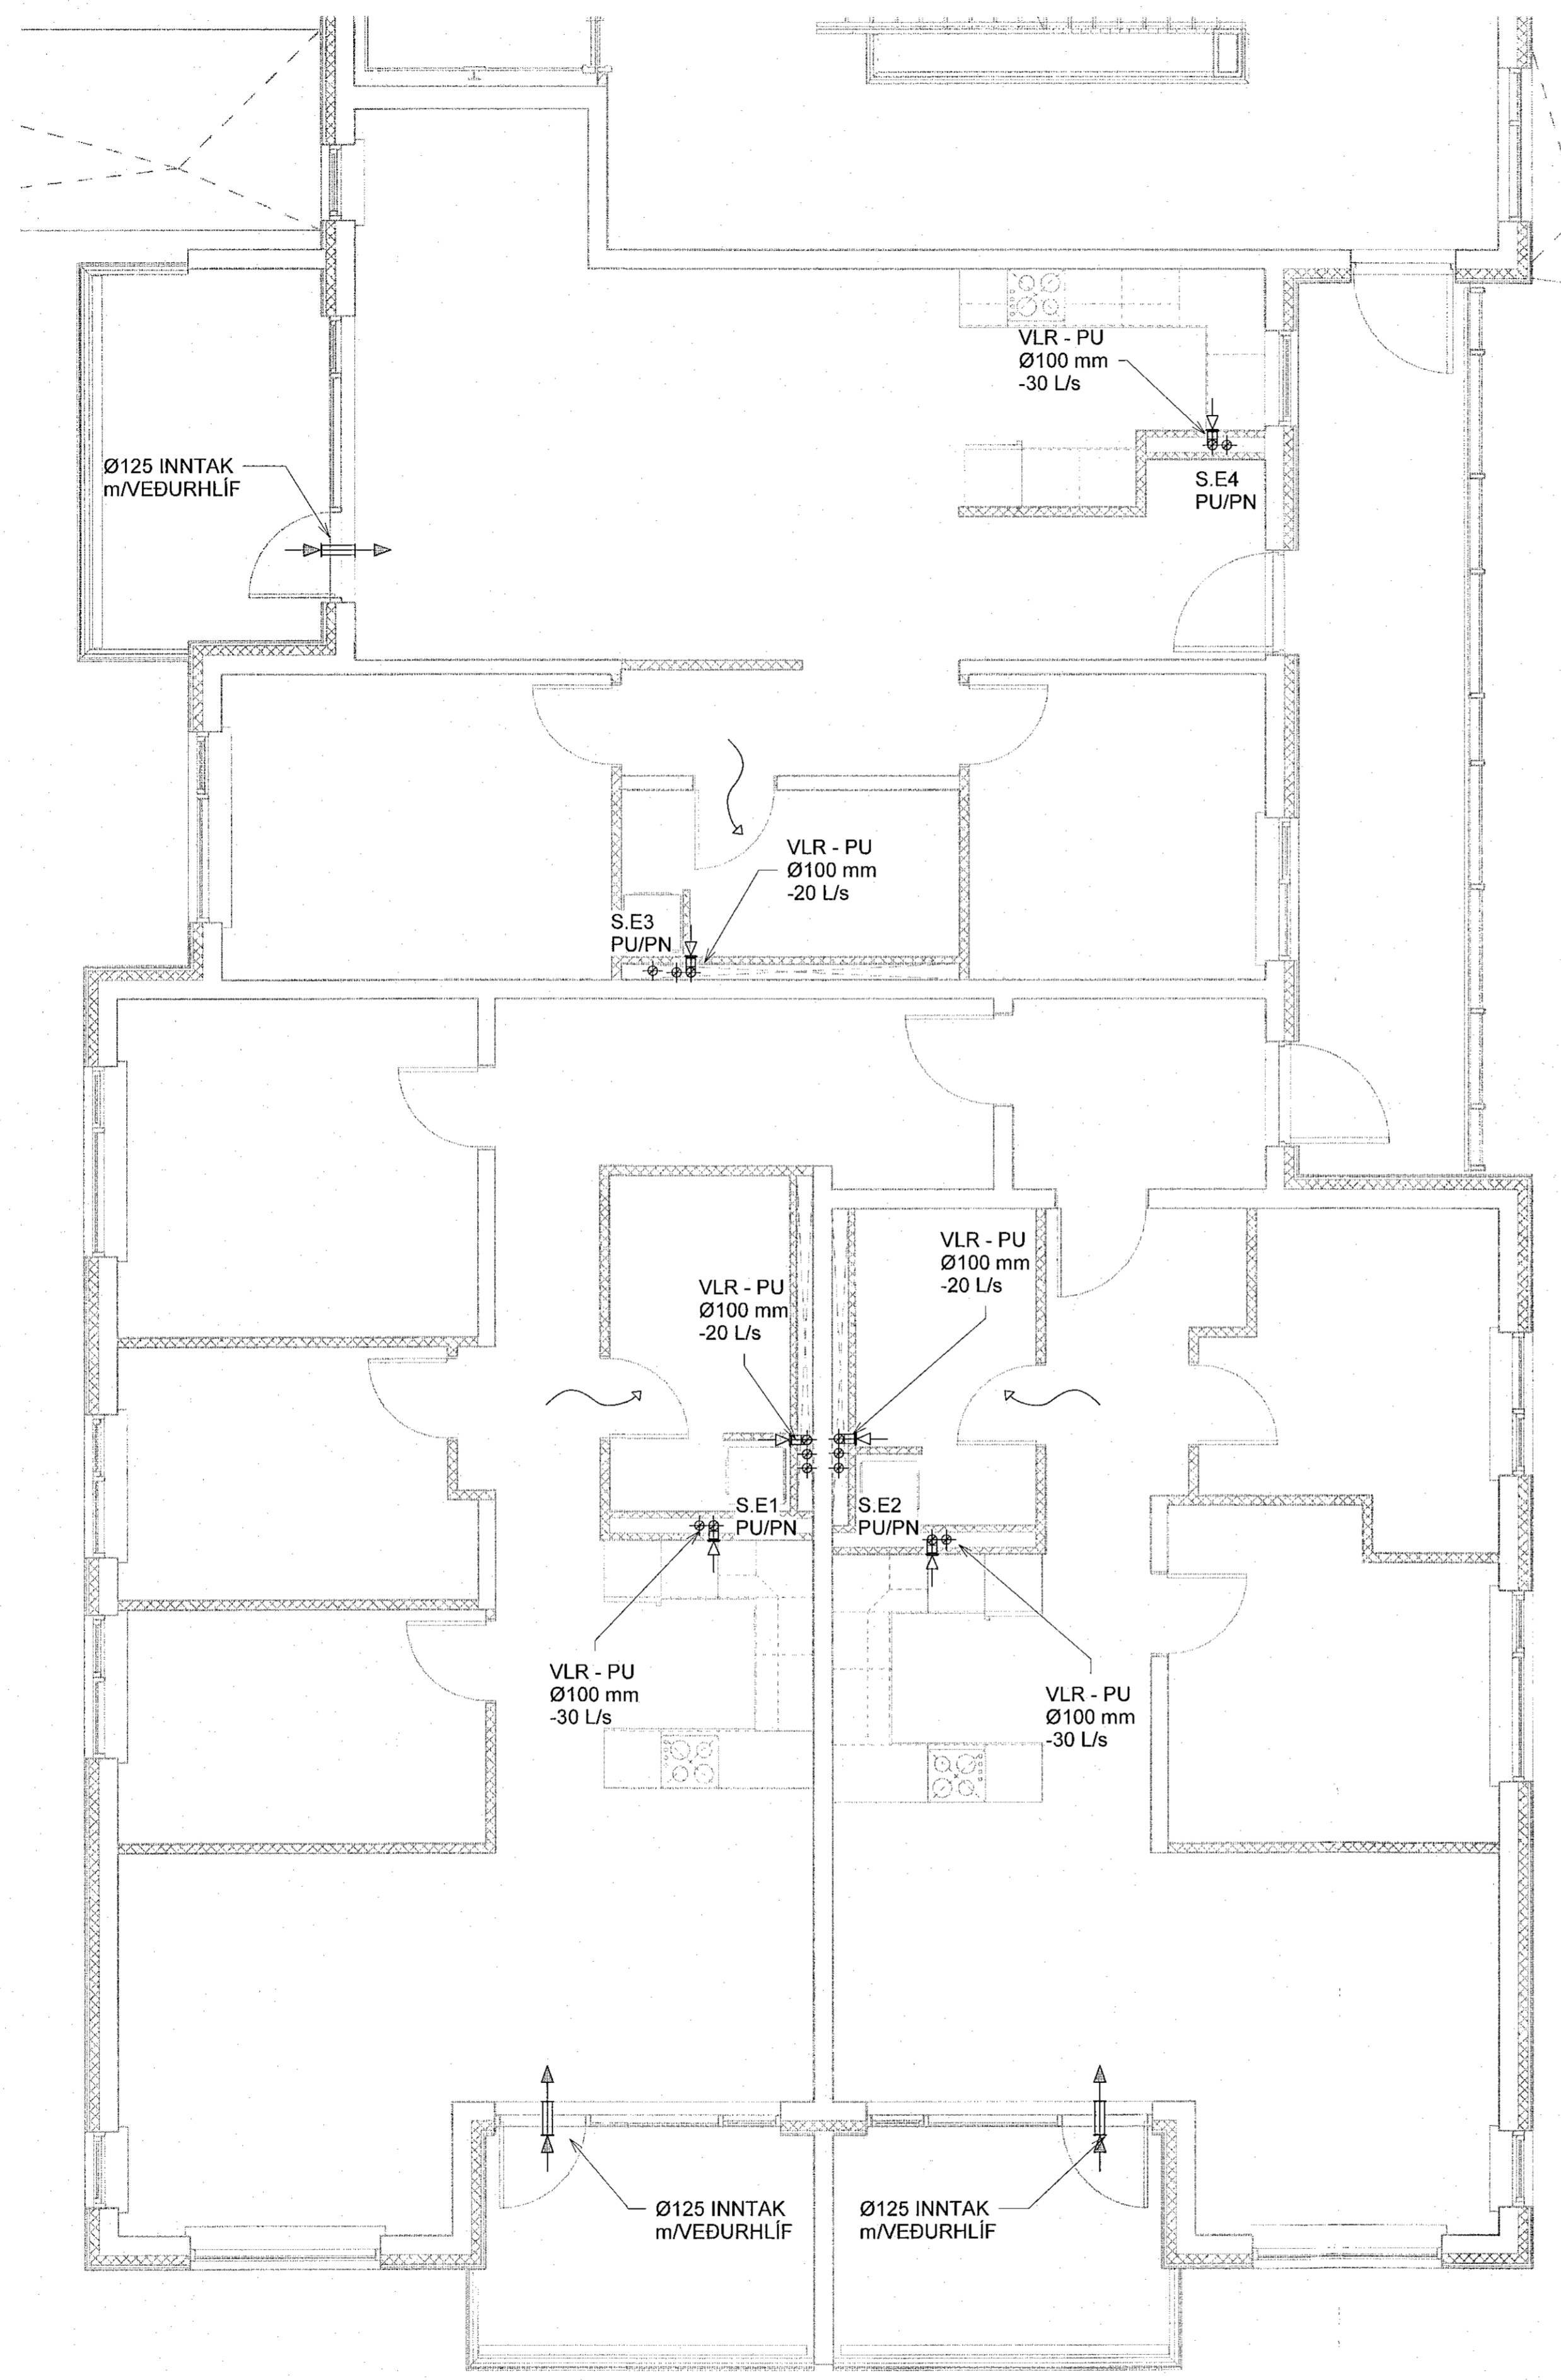 VLR - PU
Ø100 mm
-30 L/s
Ø125 INNTAK
m/VEÐURHLÍF
S.E4
PU/PN
VLR - PU
Ø100 mm
-20 L/s
S.E3
PU/PN
VLR - PU
Ø100 mm
-20 L/s
VLR - PU
Ø100 mm
-20 L/s
S.E1
PU/PN
S.E2
PU/PN
VLR - PU
Ø100 mm
-30 L/s
VLR - PU
Ø100 mm
-30 L/s
Ø125 INNTAK
m/VEÐURHLÍF
Ø125 INNTAK
m/VEÐURHLÍF